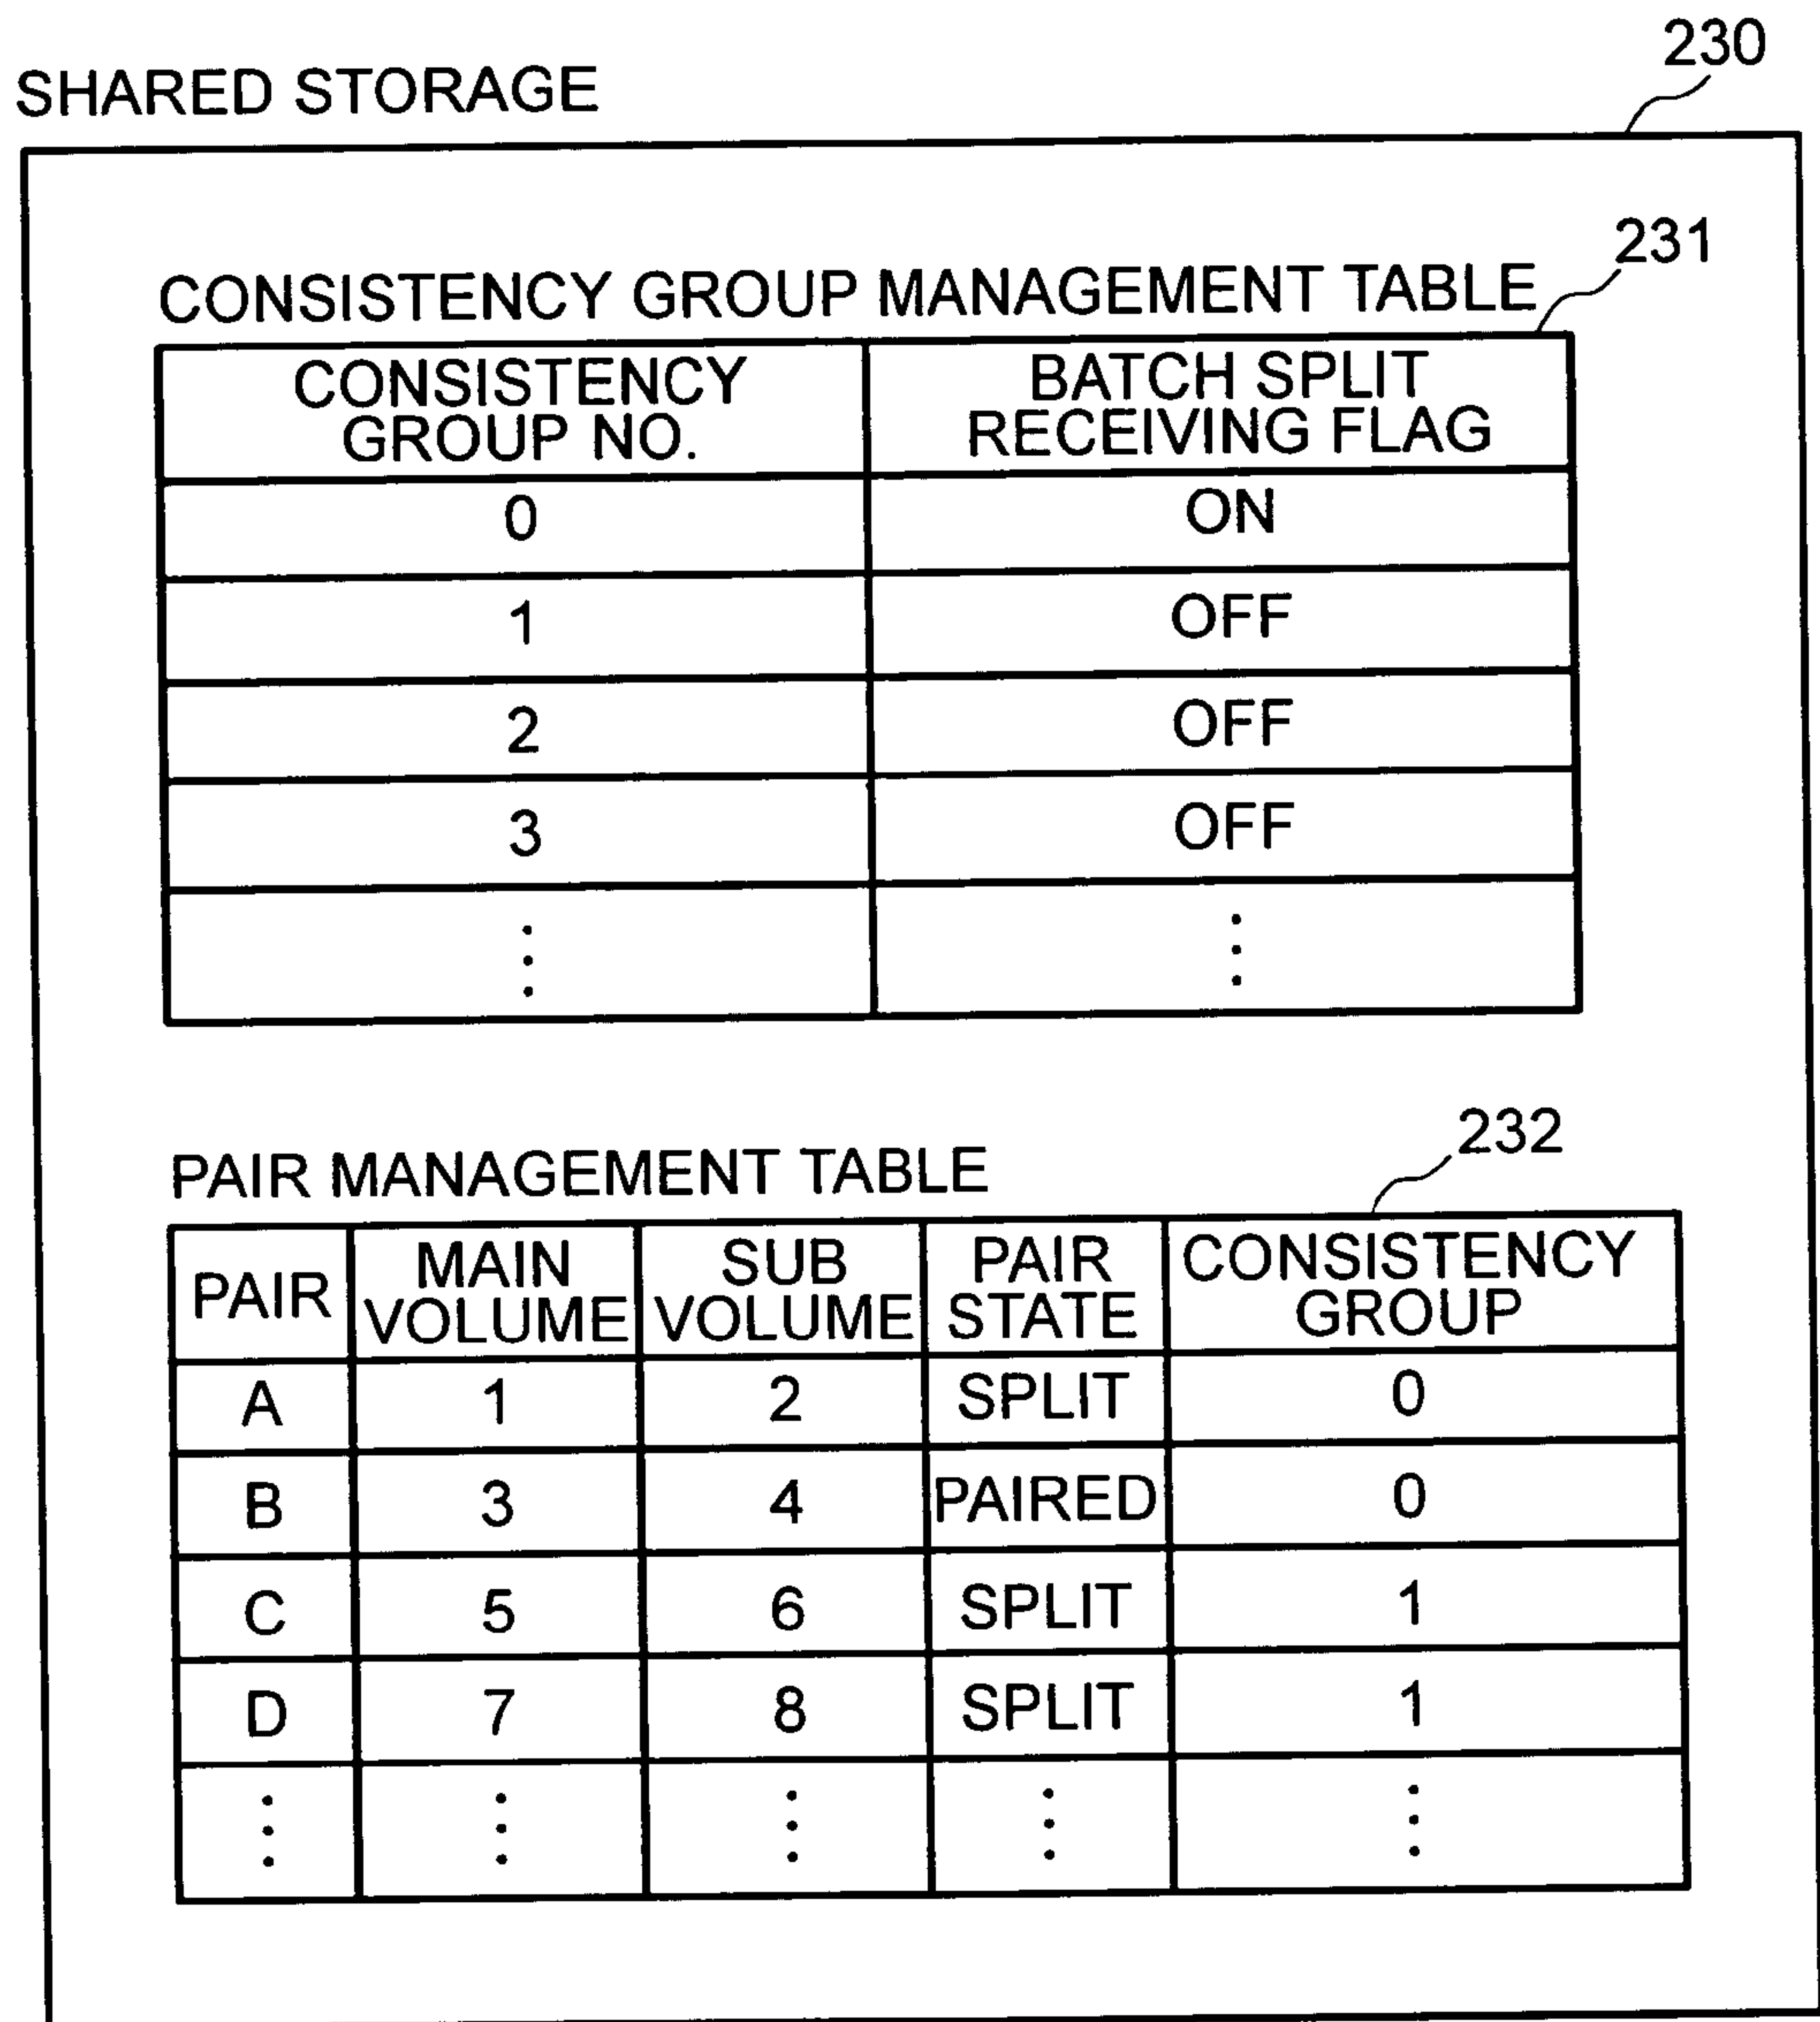 230
SHARED STORAGE
231
CONSISTENCY GROUP MANAGEMENT TABLE
CONSISTENCY GROUP NO. BATCH SPLIT RECEIVING FLAG
0 ON
1 OFF
2 OFF
3 OFF
⋮ ⋮
232
PAIR MANAGEMENT TABLE
PAIR MAIN VOLUME SUB VOLUME PAIR STATE CONSISTENCY GROUP
A 1 2 SPLIT 0
B 3 4 PAIRED 0
C 5 6 SPLIT 1
D 7 8 SPLIT 1
⋮ ⋮ ⋮ ⋮ ⋮